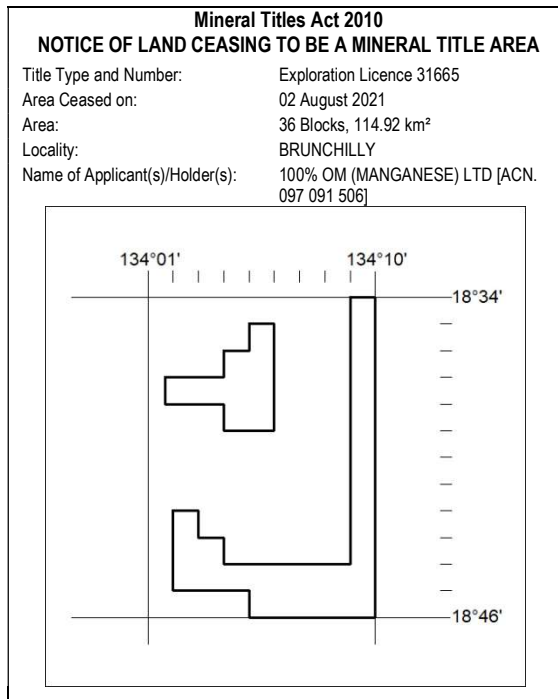 Mineral Titles Act 2010
NOTICE OF LAND CEASING TO BE A MINERAL TITLE AREA
Title Type and Number: Exploration Licence 31665
Area Ceased on: 02 August 2021
Area: 36 Blocks, 114.92 km²
Locality: BRUNCHILLY
Name of Applicant(s)/Holder(s): 100% OM (MANGANESE) LTD [ACN.
097 091 506]
134°01' 134°10'
18°34'
18°46'